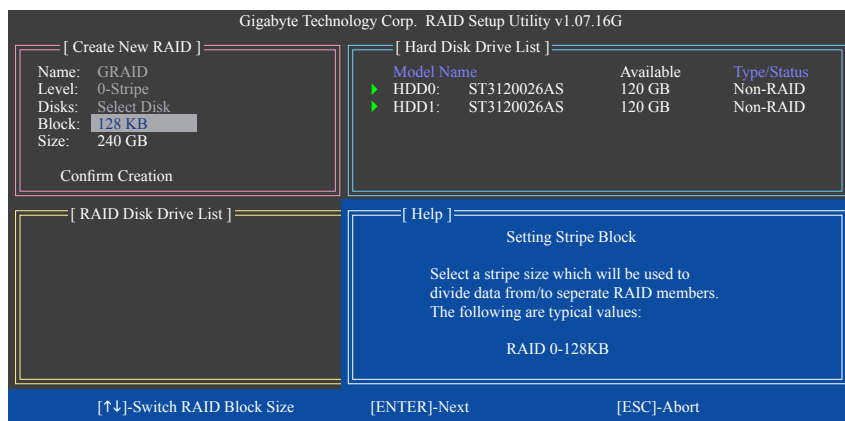 Gigabyte Technology Corp. RAID Setup Utility v1.07.16G
[ Create New RAID ]
Name: GRAID
Level: 0-Stripe
Disks: Select Disk
Block: 128 KB
Size: 240 GB
Confirm Creation
[ Hard Disk Drive List ]
Model Name Available Type/Status
HDD0: ST3120026AS 120 GB Non-RAID
HDD1: ST3120026AS 120 GB Non-RAID
[ RAID Disk Drive List ]
[ Help ]
Setting Stripe Block
Select a stripe size which will be used to
divide data from/to seperate RAID members.
The following are typical values:
RAID 0-128KB
[↑↓]-Switch RAID Block Size [ENTER]-Next [ESC]-Abort